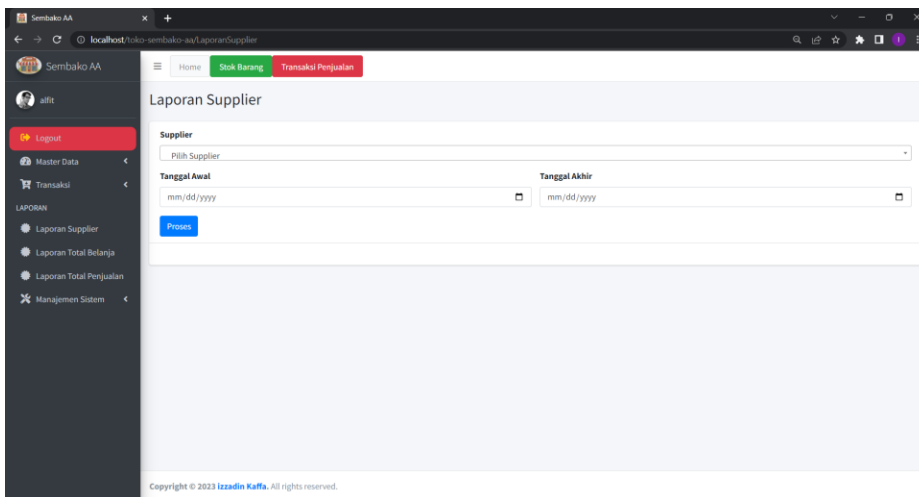 Sembako AA
localhost/toko-sembako-aa/LaporanSupplier
Sembako AA
Home Stok Barang Transaksi Penjualan
alfit
Laporan Supplier
Logout
Supplier
Pilih Supplier
Master Data
Tanggal Awal Tanggal Akhir
Transaksi
mm/dd/yyyy mm/dd/yyyy
LAPORAN
Laporan Supplier
Proses
Laporan Total Belanja
Laporan Total Penjualan
Manajemen Sistem
Copyright © 2023 izzadin Kaffa. All rights reserved.